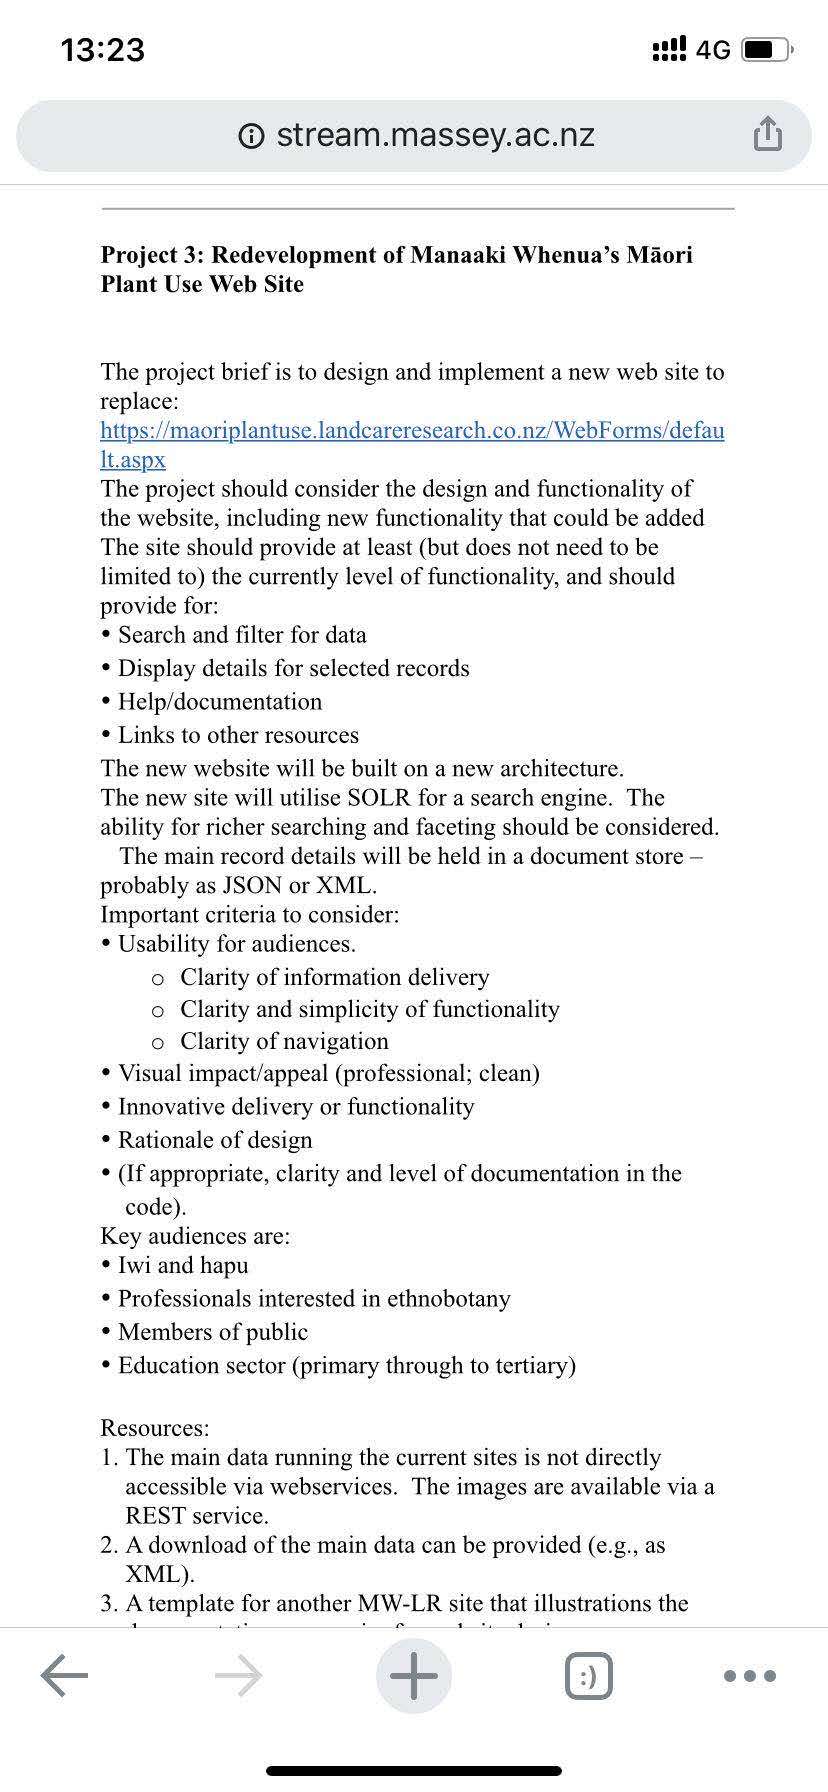 13:23
4G
stream.massey.ac.nz
Project 3: Redevelopment of Manaaki Whenua’s Māori
Plant Use Web Site
The project brief is to design and implement a new web site to
replace:
https://maoriplantuse.landcareresearch.co.nz/WebForms/defau
lt.aspx
The project should consider the design and functionality of
the website, including new functionality that could be added
The site should provide at least (but does not need to be
limited to) the currently level of functionality, and should
provide for:
• Search and filter for data
• Display details for selected records
• Help/documentation
• Links to other resources
The new website will be built on a new architecture.
The new site will utilise SOLR for a search engine.  The
ability for richer searching and faceting should be considered.
The main record details will be held in a document store –
probably as JSON or XML.
Important criteria to consider:
• Usability for audiences.
o Clarity of information delivery
o Clarity and simplicity of functionality
o Clarity of navigation
• Visual impact/appeal (professional; clean)
• Innovative delivery or functionality
• Rationale of design
• (If appropriate, clarity and level of documentation in the
code).
Key audiences are:
• Iwi and hapu
• Professionals interested in ethnobotany
• Members of public
• Education sector (primary through to tertiary)
Resources:
1. The main data running the current sites is not directly
accessible via webservices.  The images are available via a
REST service.
2. A download of the main data can be provided (e.g., as
XML).
3. A template for another MW-LR site that illustrations the
:)